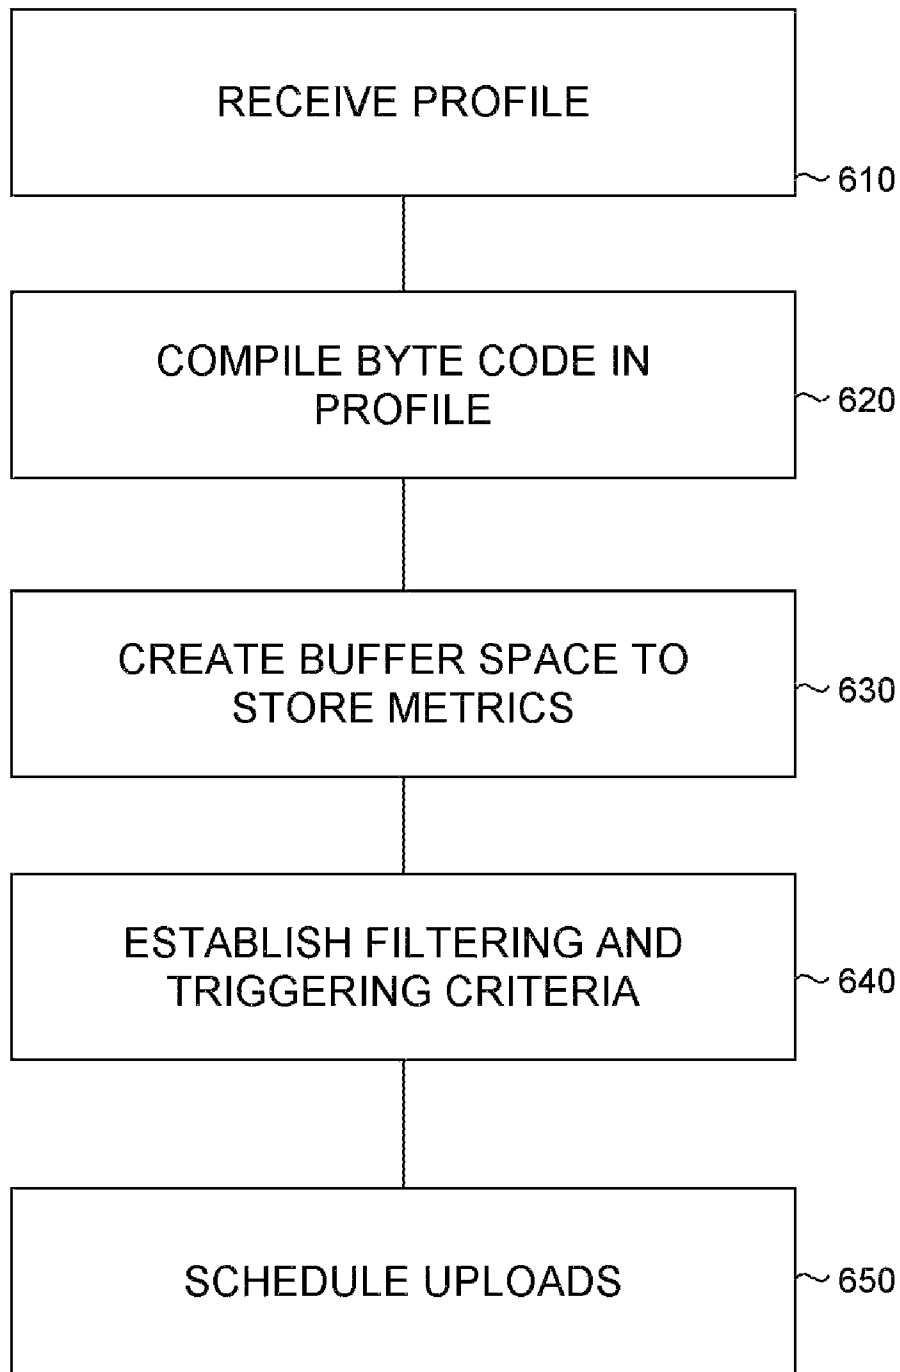 RECEIVE PROFILE
610
COMPILE BYTE CODE IN
PROFILE
620
CREATE BUFFER SPACE TO
STORE METRICS
630
ESTABLISH FILTERING AND
TRIGGERING CRITERIA
640
SCHEDULE UPLOADS
650